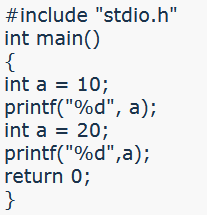 #include "stdio.h"
int main()
{
int a = 10;
printf("%d", a);
int a = 20;
printf("%d",a);
return 0;
}